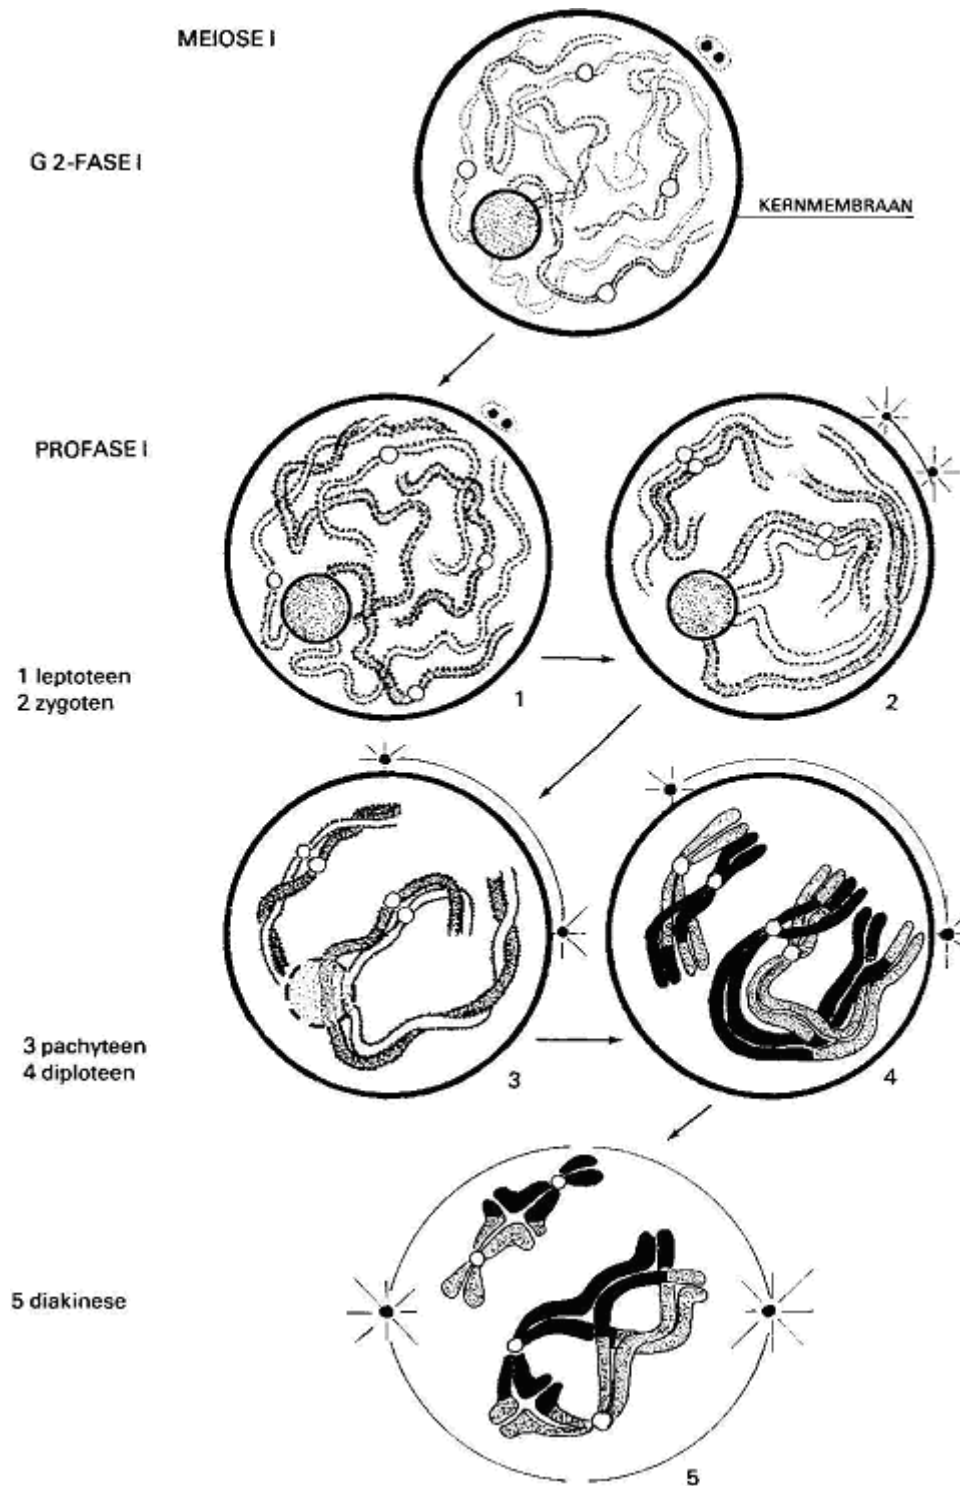 MEIOSE I
G 2-FASE I
KERNMEMBRAAN
PROFASE I
1 leptoteen
2 zygoten
1
2
3 pachyteen
4 diploteen
3
4
5 diakinese
5